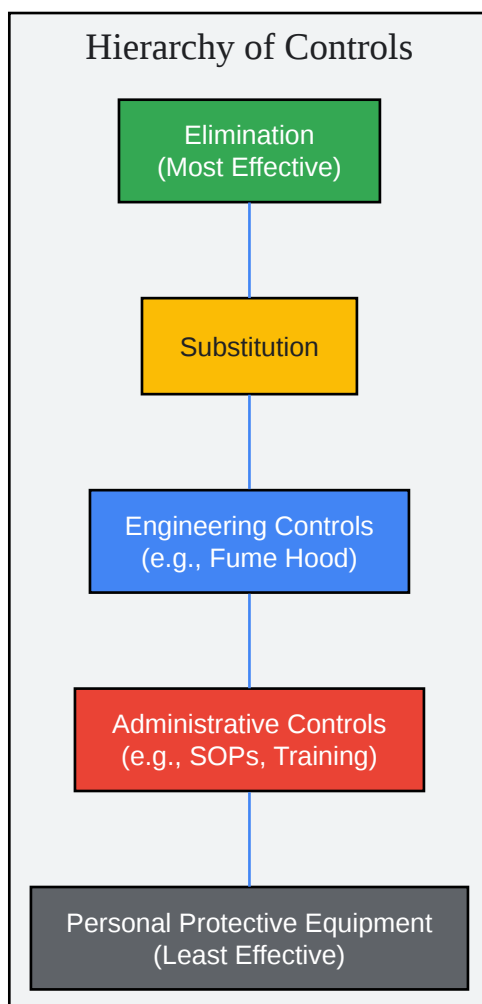 Hierarchy of Controls
Elimination
(Most Effective)
Substitution
Engineering Controls
(e.g., Fume Hood)
Administrative Controls
(e.g., SOPs, Training)
Personal Protective Equipment
(Least Effective)